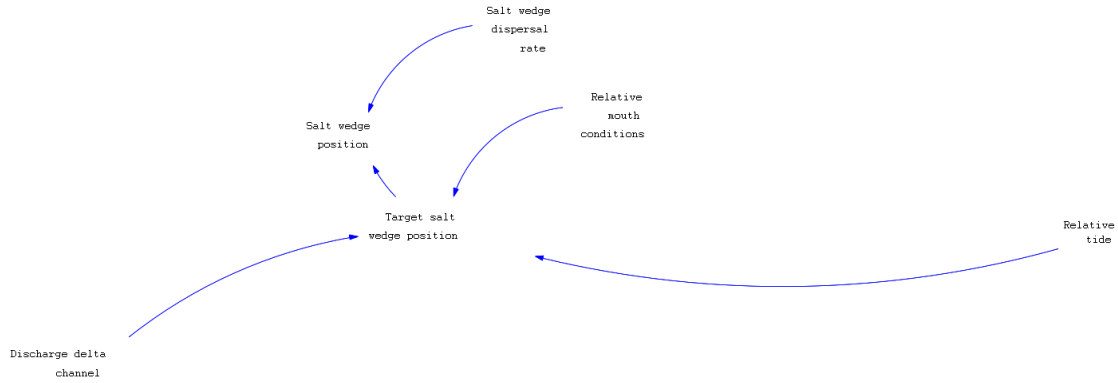 Salt wedge
dispersal
rate
Relative
mouth
conditions
Salt wedge
position
Target salt
wedge position
Relative
tide
Discharge delta
channel